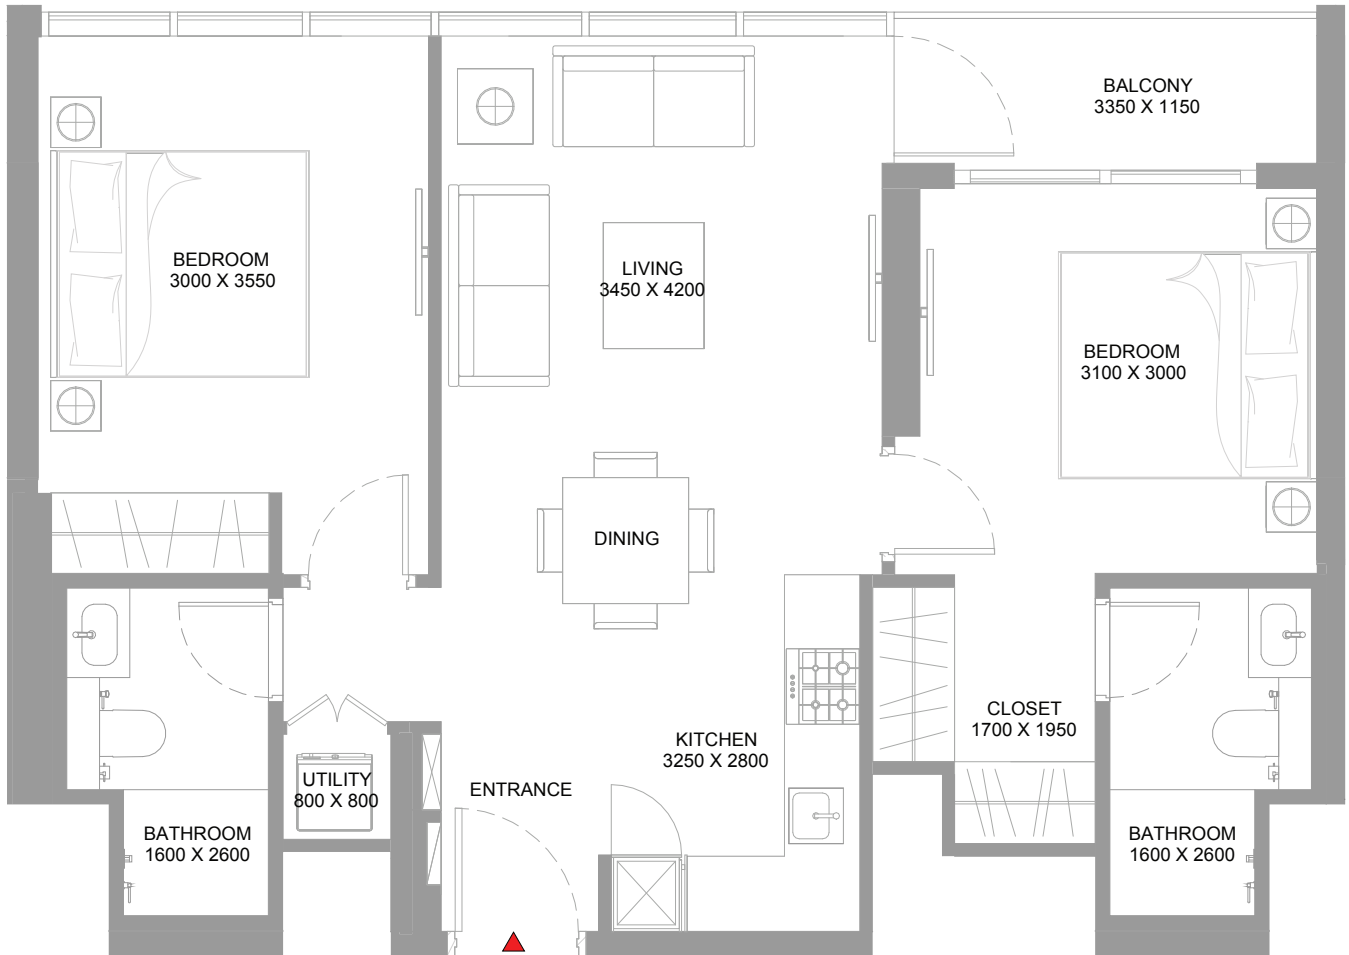 BALCONY
3350 X 1150
BEDROOM
3000 X 3550
LIVING
3450 X 4200
BEDROOM
3100 X 3000
DINING
CLOSET
1700 X 1950
KITCHEN
3250 X 2800
UTILITY
800 X 800
ENTRANCE
BATHROOM
1600 X 2600
BATHROOM
1600 X 2600